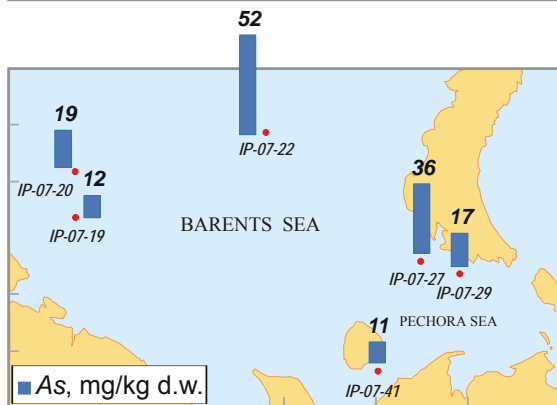 52
19
IP-07-22
IP-07-20
12
36
IP-07-19
BARENTS SEA
17
IP-07-27
IP-07-29
11
PECHORA SEA
As, mg/kg d.w.
IP-07-41